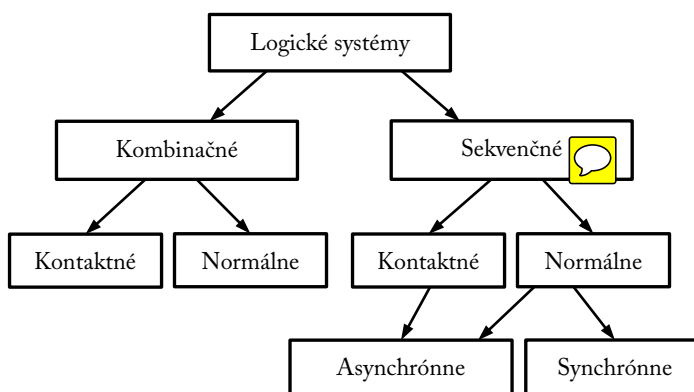 Logické systémy
Kombinačné
Sekvenčné
Kontaktné
Normálne
Kontaktné
Normálne
Asynchrónne
Synchrónne